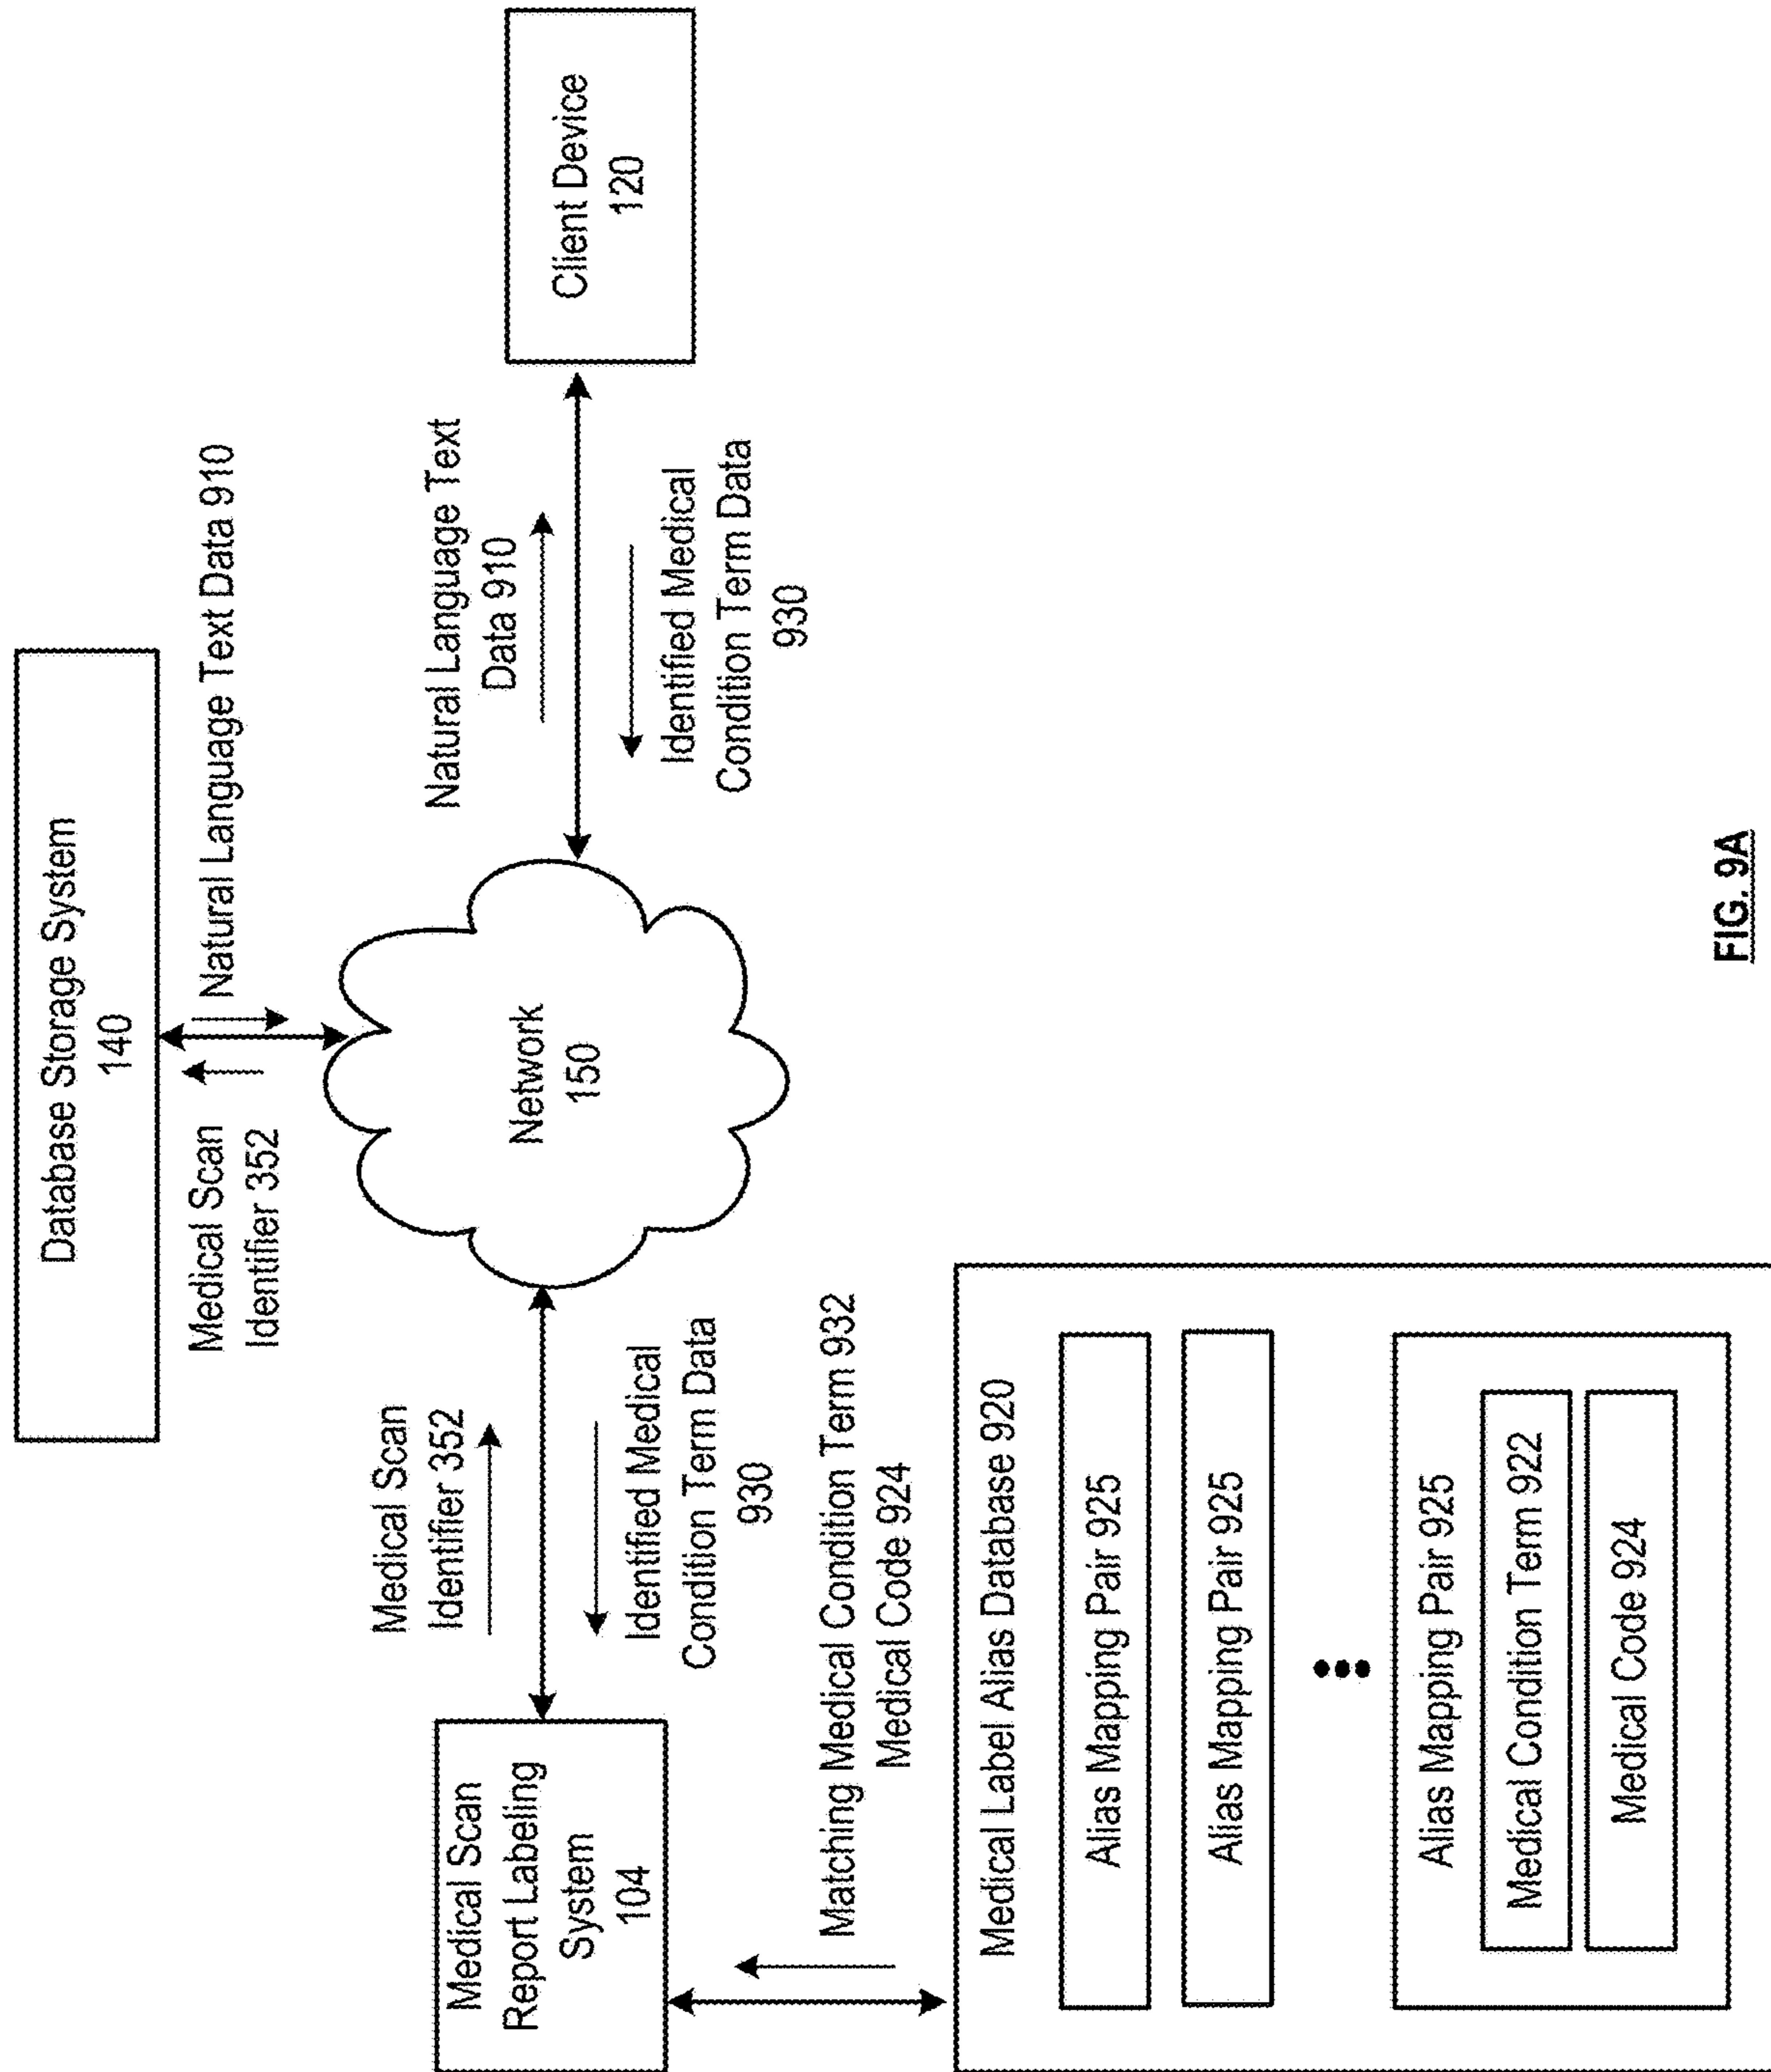 Database Storage System
140
Medical Scan
Identifier 352
Natural Language Text Data 910
Medical Scan
Report Labeling
System
104
Medical Scan
Identifier 352
Identified Medical
Condition Term Data
930
Network
150
Natural Language Text
Data 910
Identified Medical
Condition Term Data
930
Client Device
120
Matching Medical Condition Term 932
Medical Code 924
Medical Label Alias Database 920
Alias Mapping Pair 925
Alias Mapping Pair 925
Alias Mapping Pair 925
Medical Condition Term 922
Medical Code 924
FIG. 9A